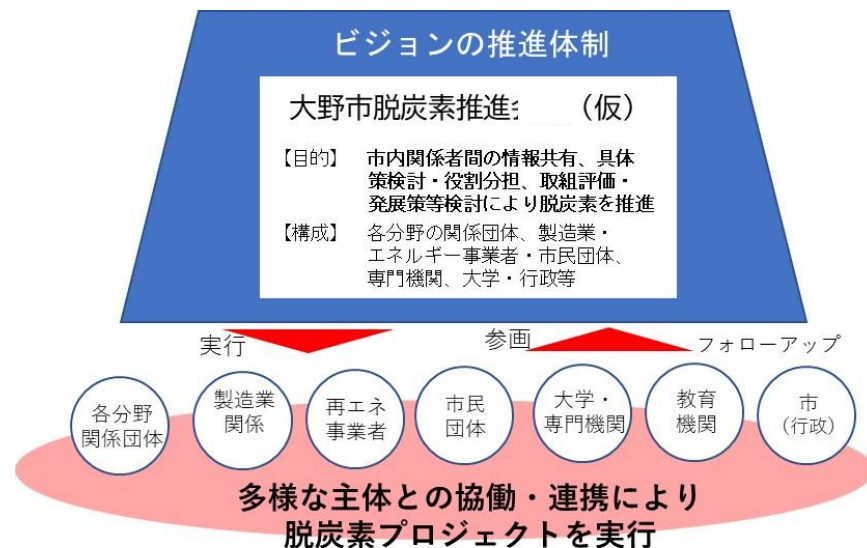 ビジョンの推進体制
大野市脱炭素推進 （仮）
【目的】 市内関係者間の情報共有、具体
策検討・役割分担、取組評価・
発展策等検討により脱炭素を推進
【構成】 各分野の関係団体、製造業・
エネルギー事業者・市民団体、
専門機関、大学・行政等
実行
参画
フォローアップ
各分野
関係団体
製造業
関係
再エネ
事業者
市民
団体
大学・
専門機関
教育
機関
市
（行政）
多様な主体との協働・連携により
脱炭素プロジェクトを実行